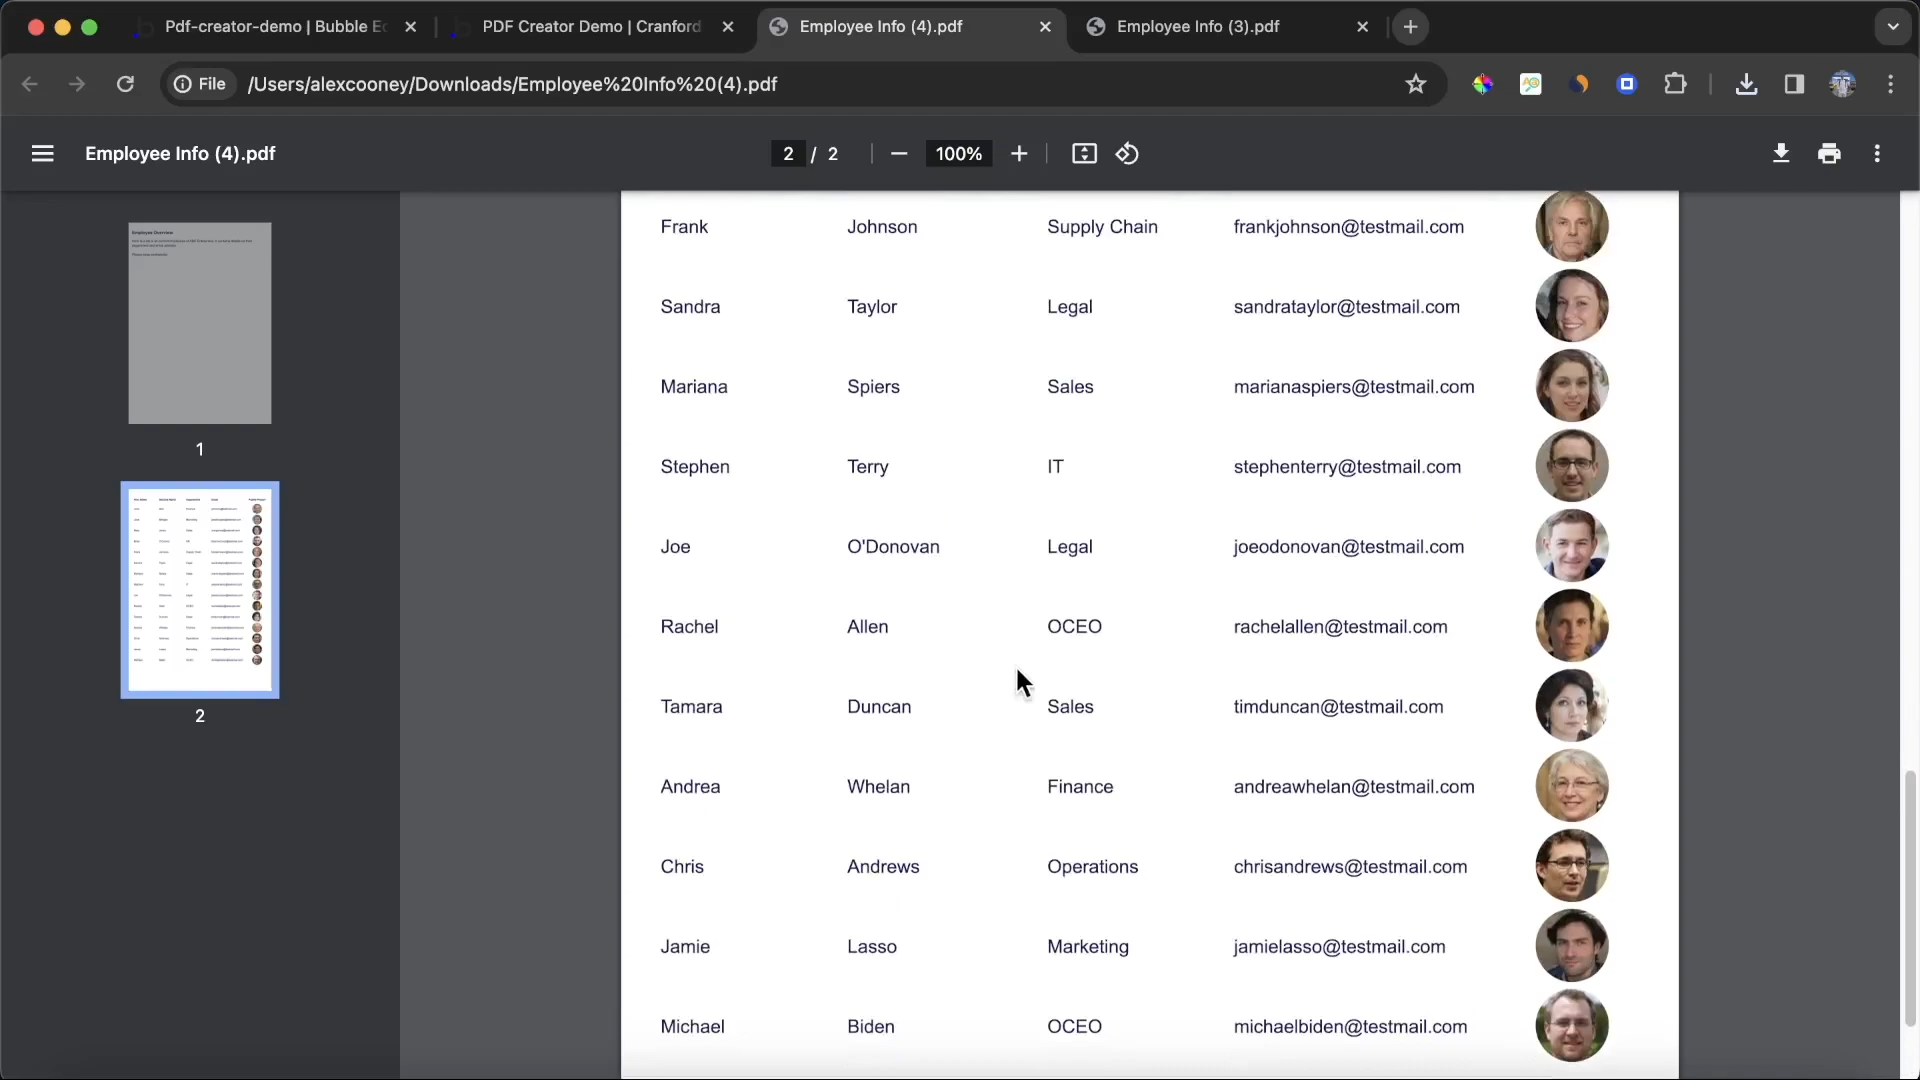 Pdf-creator-demo | Bubble Ec
PDF Creator Demo | Cranford
Employee Info (4).pdf
Employee Info (3).pdf
File
/Users/alexcooney/Downloads/Employee%20Info%20(4).pdf
Employee Info (4).pdf
2 / 2
100%
Employee Overview
1
2
Frank Johnson Supply Chain frankjohnson@testmail.com
Sandra Taylor Legal sandrataylor@testmail.com
Mariana Spiers Sales marianaspiers@testmail.com
Stephen Terry IT stephenterry@testmail.com
Joe O'Donovan Legal joeodonovan@testmail.com
Rachel Allen OCEO rachelallen@testmail.com
Tamara Duncan Sales timduncan@testmail.com
Andrea Whelan Finance andreawhelan@testmail.com
Chris Andrews Operations chrisandrews@testmail.com
Jamie Lasso Marketing jamielasso@testmail.com
Michael Biden OCEO michaelbiden@testmail.com